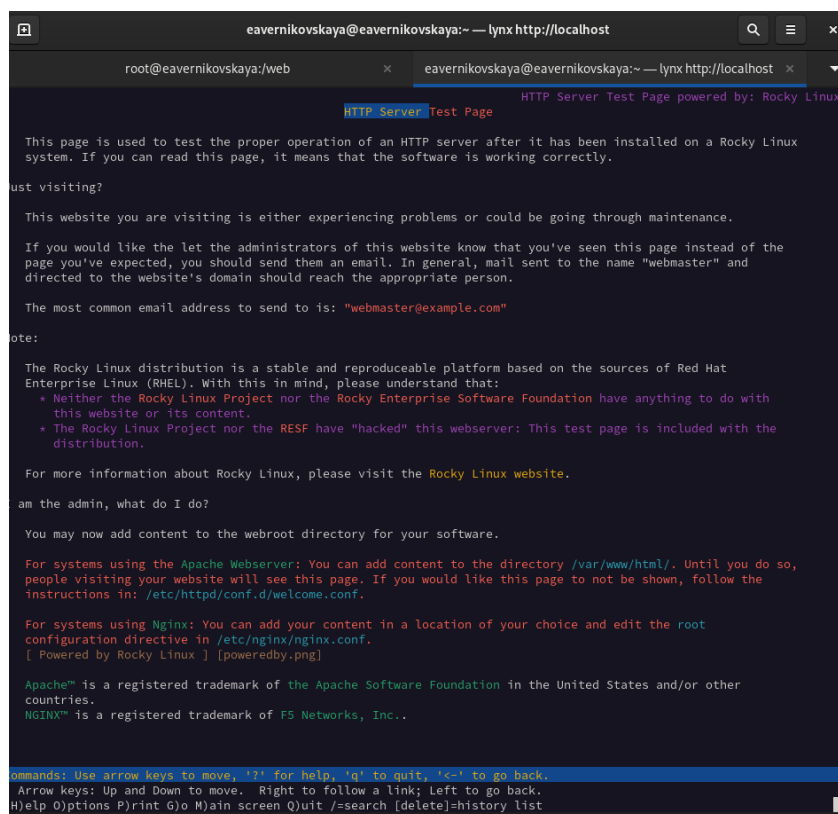 eavernikovskaya@eavernikovskaya:~ — lynx http://localhost
root@eavernikovskaya:/web
eavernikovskaya@eavernikovskaya:~ — lynx http://localhost
HTTP Server Test Page powered by: Rocky Linux
HTTP Server Test Page
This page is used to test the proper operation of an HTTP server after it has been installed on a Rocky Linux
system. If you can read this page, it means that the software is working correctly.
ust visiting?
This website you are visiting is either experiencing problems or could be going through maintenance.
If you would like the let the administrators of this website know that you've seen this page instead of the
page you've expected, you should send them an email. In general, mail sent to the name "webmaster" and
directed to the website's domain should reach the appropriate person.
The most common email address to send to is: "webmaster@example.com"
ote:
The Rocky Linux distribution is a stable and reproduceable platform based on the sources of Red Hat
Enterprise Linux (RHEL). With this in mind, please understand that:
* Neither the Rocky Linux Project nor the Rocky Enterprise Software Foundation have anything to do with
this website or its content.
* The Rocky Linux Project nor the RESF have "hacked" this webserver: This test page is included with the
distribution.
For more information about Rocky Linux, please visit the Rocky Linux website.
am the admin, what do I do?
You may now add content to the webroot directory for your software.
For systems using the Apache Webserver: You can add content to the directory /var/www/html/. Until you do so,
people visiting your website will see this page. If you would like this page to not be shown, follow the
instructions in: /etc/httpd/conf.d/welcome.conf.
For systems using Nginx: You can add your content in a location of your choice and edit the root
configuration directive in /etc/nginx/nginx.conf.
[ Powered by Rocky Linux ] [poweredby.png]
Apache™ is a registered trademark of the Apache Software Foundation in the United States and/or other
countries.
NGINX™ is a registered trademark of F5 Networks, Inc..
ommands: Use arrow keys to move, '?' for help, 'q' to quit, '<-' to go back.
Arrow keys: Up and Down to move. Right to follow a link; Left to go back.
H)elp O)ptions P)rint G)o M)ain screen Q)uit /=search [delete]=history list